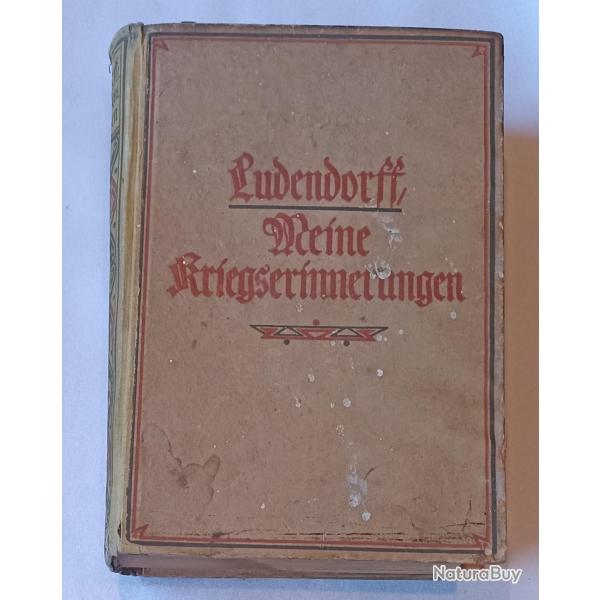 Ludendorff,
Meine
Kriegserinnerungen
NaturaBuy